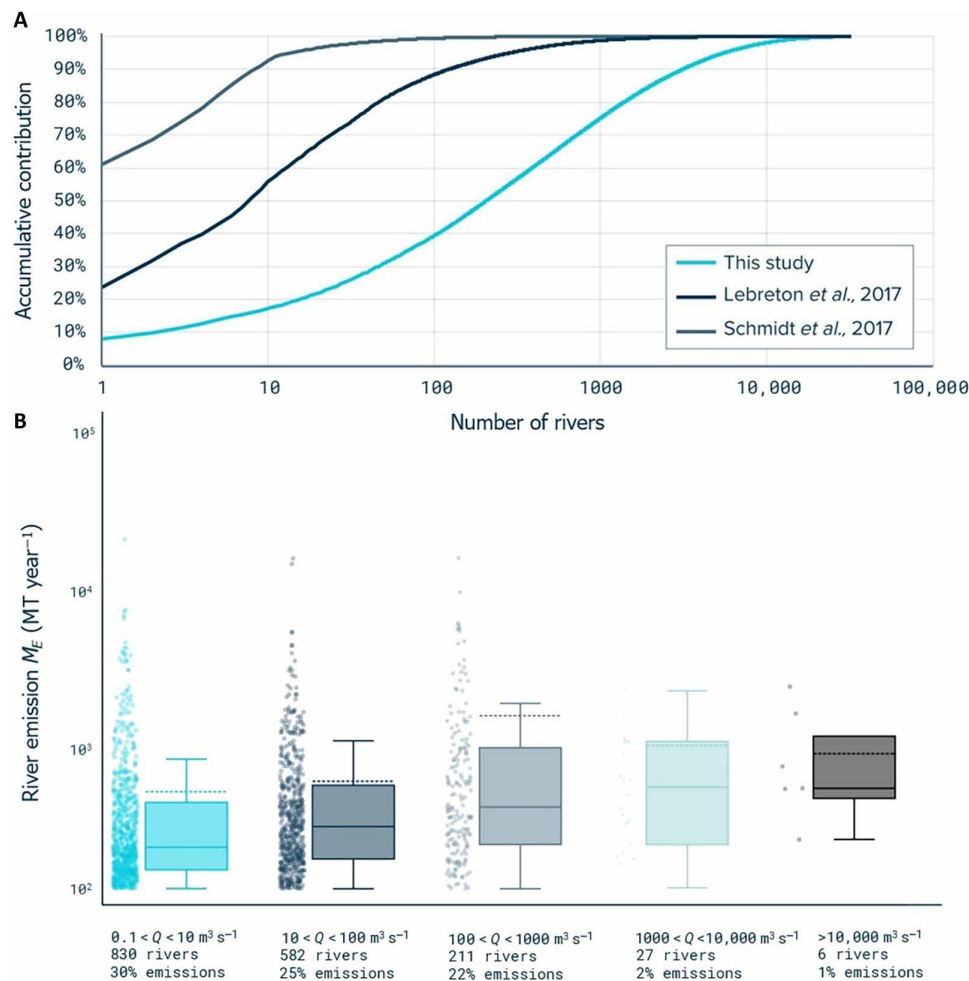 A
100%
90%
80%
70%
60%
50%
40%
30%
20%
10%
0%
Accumulative contribution
This study
Lebreton et al., 2017
Schmidt et al., 2017
1 10 100 1000 10,000 100,000
Number of rivers
B
10⁵
10⁴
10³
10²
River emission M_E (MT year⁻¹)
0.1 < Q < 10 m³ s⁻¹
830 rivers
30% emissions
10 < Q < 100 m³ s⁻¹
582 rivers
25% emissions
100 < Q < 1000 m³ s⁻¹
211 rivers
22% emissions
1000 < Q < 10,000 m³ s⁻¹
27 rivers
2% emissions
>10,000 m³ s⁻¹
6 rivers
1% emissions